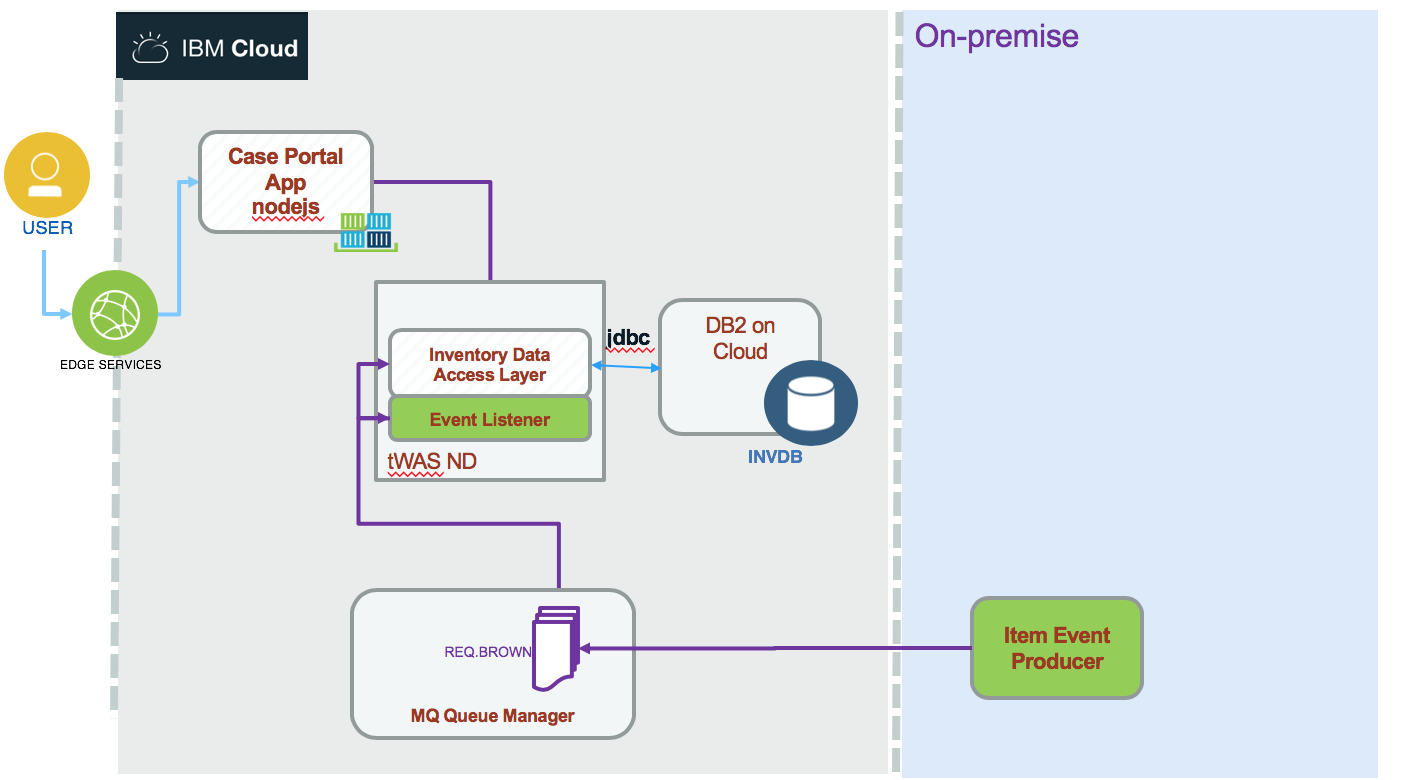 IBM Cloud
On-premise
Case Portal
App
nodejs
USER
EDGE SERVICES
Inventory Data
Access Layer
Event Listener
tWAS ND
jdbc
DB2 on
Cloud
INVDB
REQ.BROWN
MQ Queue Manager
Item Event
Producer